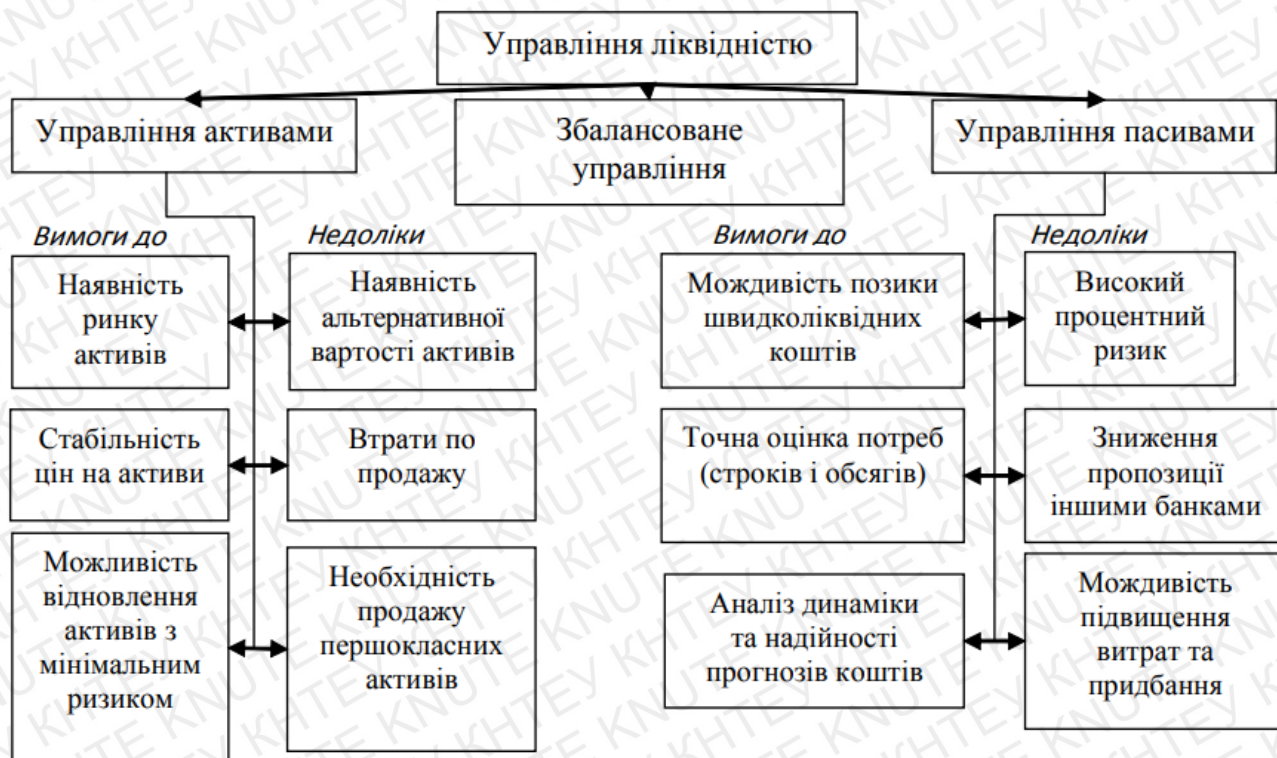 Управління ліквідністю
Управління активами
Збалансоване
управління
Управління пасивами
Вимоги до
Недоліки
Вимоги до
Недоліки
Наявність
ринку
активів
Наявність
альтернативної
вартості активів
Мождивість позики
швидколіквідних
коштів
Високий
процентний
ризик
Стабільність
цін на активи
Втрати по
продажу
Точна оцінка потреб
(строків і обсягів)
Зниження
пропозиції
іншими банками
Можливість
відновлення
активів з
мінімальним
ризиком
Необхідність
продажу
першокласних
активів
Аналіз динаміки
та надійності
прогнозів коштів
Мождивість
підвищення
витрат та
придбання